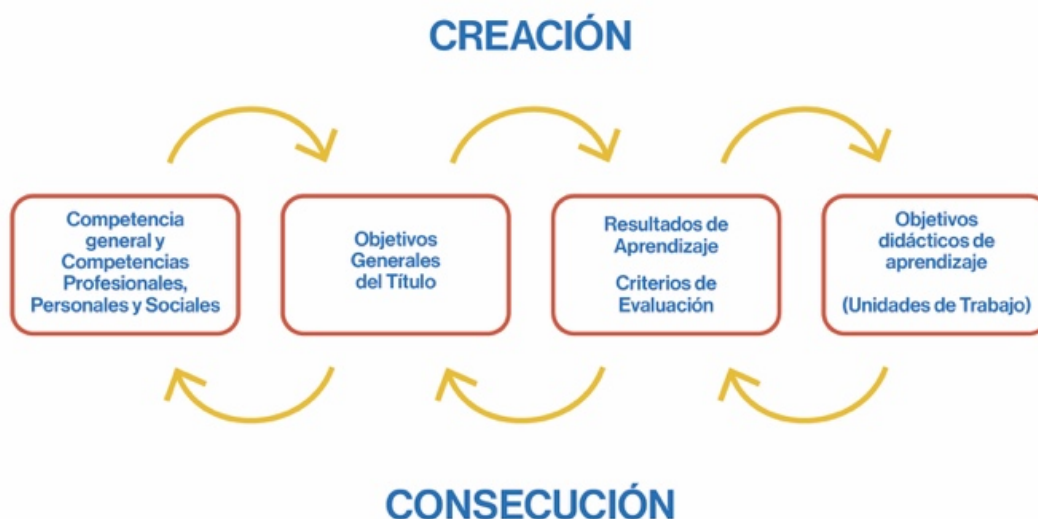 CREACIÓN
Competencia
general y
Competencias
Profesionales,
Personales y Sociales
Objetivos
Generales
del Título
Resultados de
Aprendizaje
Criterios de
Evaluación
Objetivos
didácticos de
aprendizaje
(Unidades de Trabajo)
CONSECUCIÓN